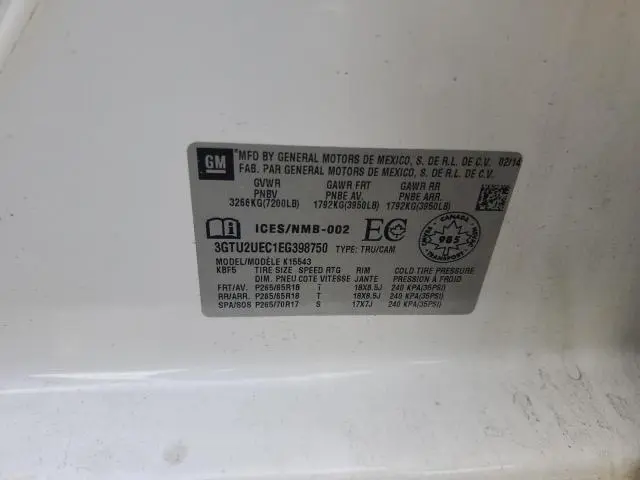 GM
*MFD BY GENERAL MOTORS DE MEXICO, S. DE R.L. DE C.V. 02/14
FAB. PAR GENERAL MOTORS DE MEXICO, S. DE R.L. DE C.V.
GVWR GAWR FRT GAWR RR
PNBV PNBE AV. PNBE ARR.
3266KG(7200LB) 1792KG(3950LB) 1792KG(3950LB)
ICES/NMB-002 EC
CANADA
985
TRANSPORT
3GTU2UEC1EG398750 TYPE: TRU/CAM
MODEL/MODÈLE K15543
KBF5 TIRE SIZE SPEED RTG RIM COLD TIRE PRESSURE
DIM. PNEU COTE VITESSE JANTE PRESSION À FROID
FRT/AV. P265/65R18 T 18X8.5J 240 KPA(35PSI)
RR/ARR. P265/65R18 T 18X8.5J 240 KPA(35PSI)
SPA/SOS P265/70R17 S 17X7J 240 KPA(35PSI)